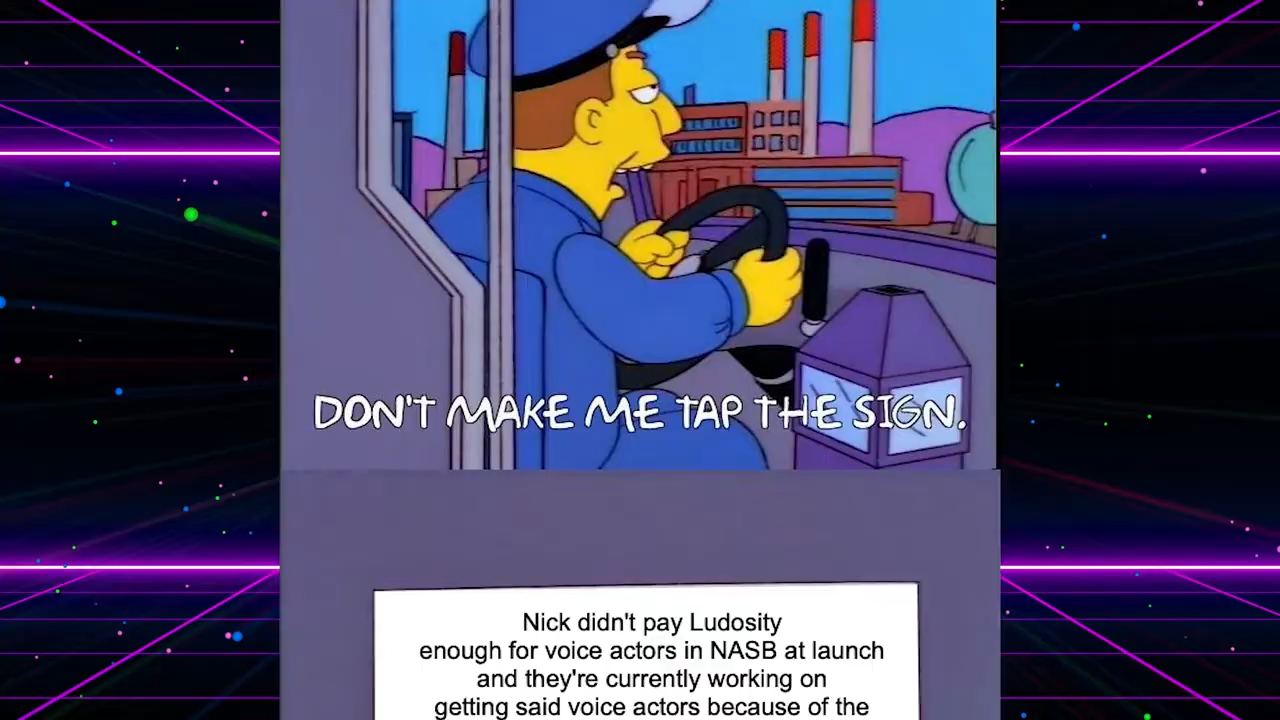 DON'T MAKE ME TAP THE SIGN.
Nick didn't pay Ludosity
enough for voice actors in NASB at launch
and they're currently working on
getting said voice actors because of the